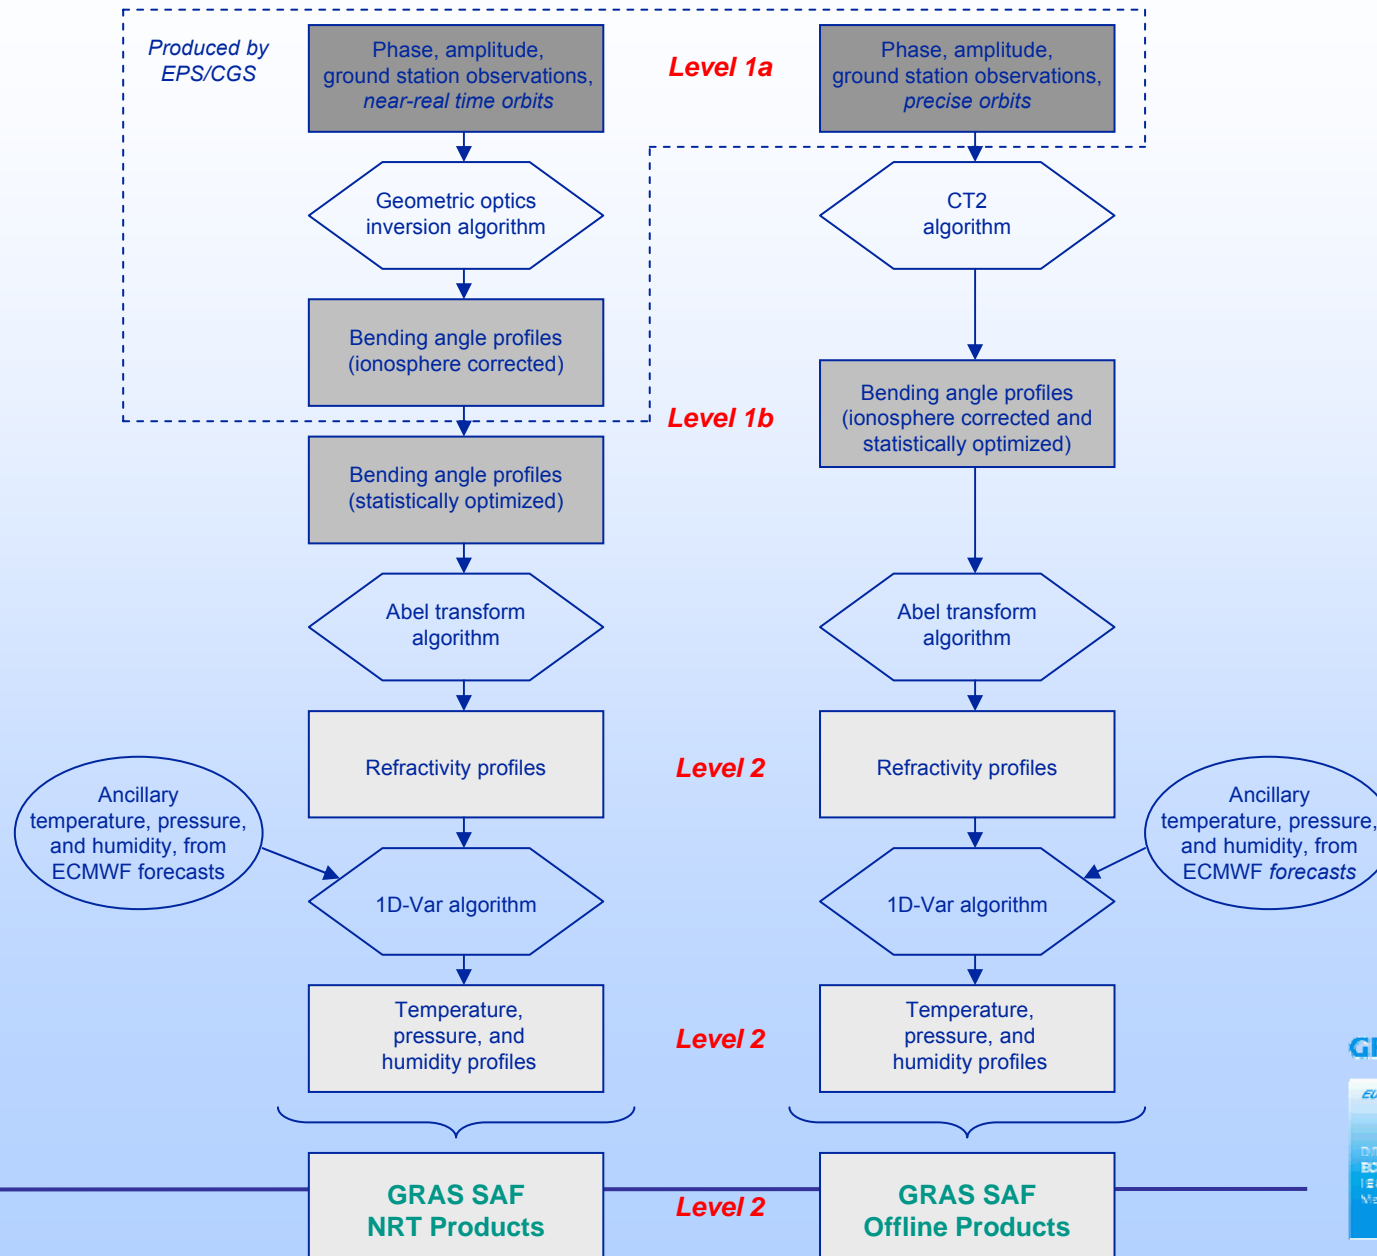 Produced by
EPS/CGS
Phase, amplitude,
ground station observations,
near-real time orbits
Level 1a
Phase, amplitude,
ground station observations,
precise orbits
Geometric optics
inversion algorithm
CT2
algorithm
Bending angle profiles
(ionosphere corrected)
Level 1b
Bending angle profiles
(ionosphere corrected and
statistically optimized)
Bending angle profiles
(statistically optimized)
Abel transform
algorithm
Abel transform
algorithm
Refractivity profiles
Level 2
Refractivity profiles
Ancillary
temperature, pressure,
and humidity, from
ECMWF forecasts
Ancillary
temperature, pressure,
and humidity, from
ECMWF forecasts
1D-Var algorithm
1D-Var algorithm
Temperature,
pressure, and
humidity profiles
Level 2
Temperature,
pressure, and
humidity profiles
GRAS SAF
NRT Products
Level 2
GRAS SAF
Offline Products